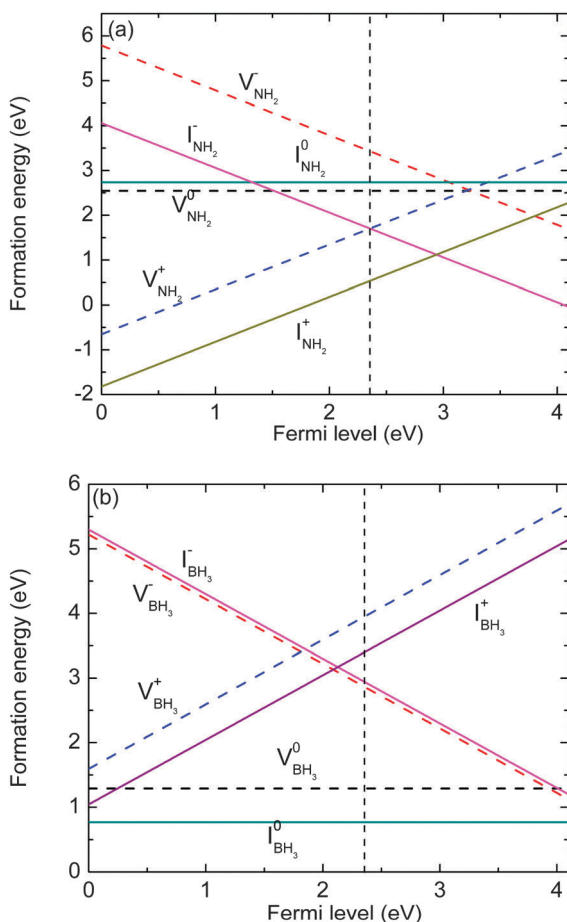 (a)
6
5
4
3
2
1
0
-1
-2
Formation energy (eV)
V⁻NH₂
I⁻NH₂
I⁰NH₂
V⁰NH₂
V⁺NH₂
I⁺NH₂
0 1 2 3 4
Fermi level (eV)
(b)
6
5
4
3
2
1
0
Formation energy (eV)
I⁻BH₃
V⁻BH₃
I⁺BH₃
V⁺BH₃
V⁰BH₃
I⁰BH₃
0 1 2 3 4
Fermi level (eV)